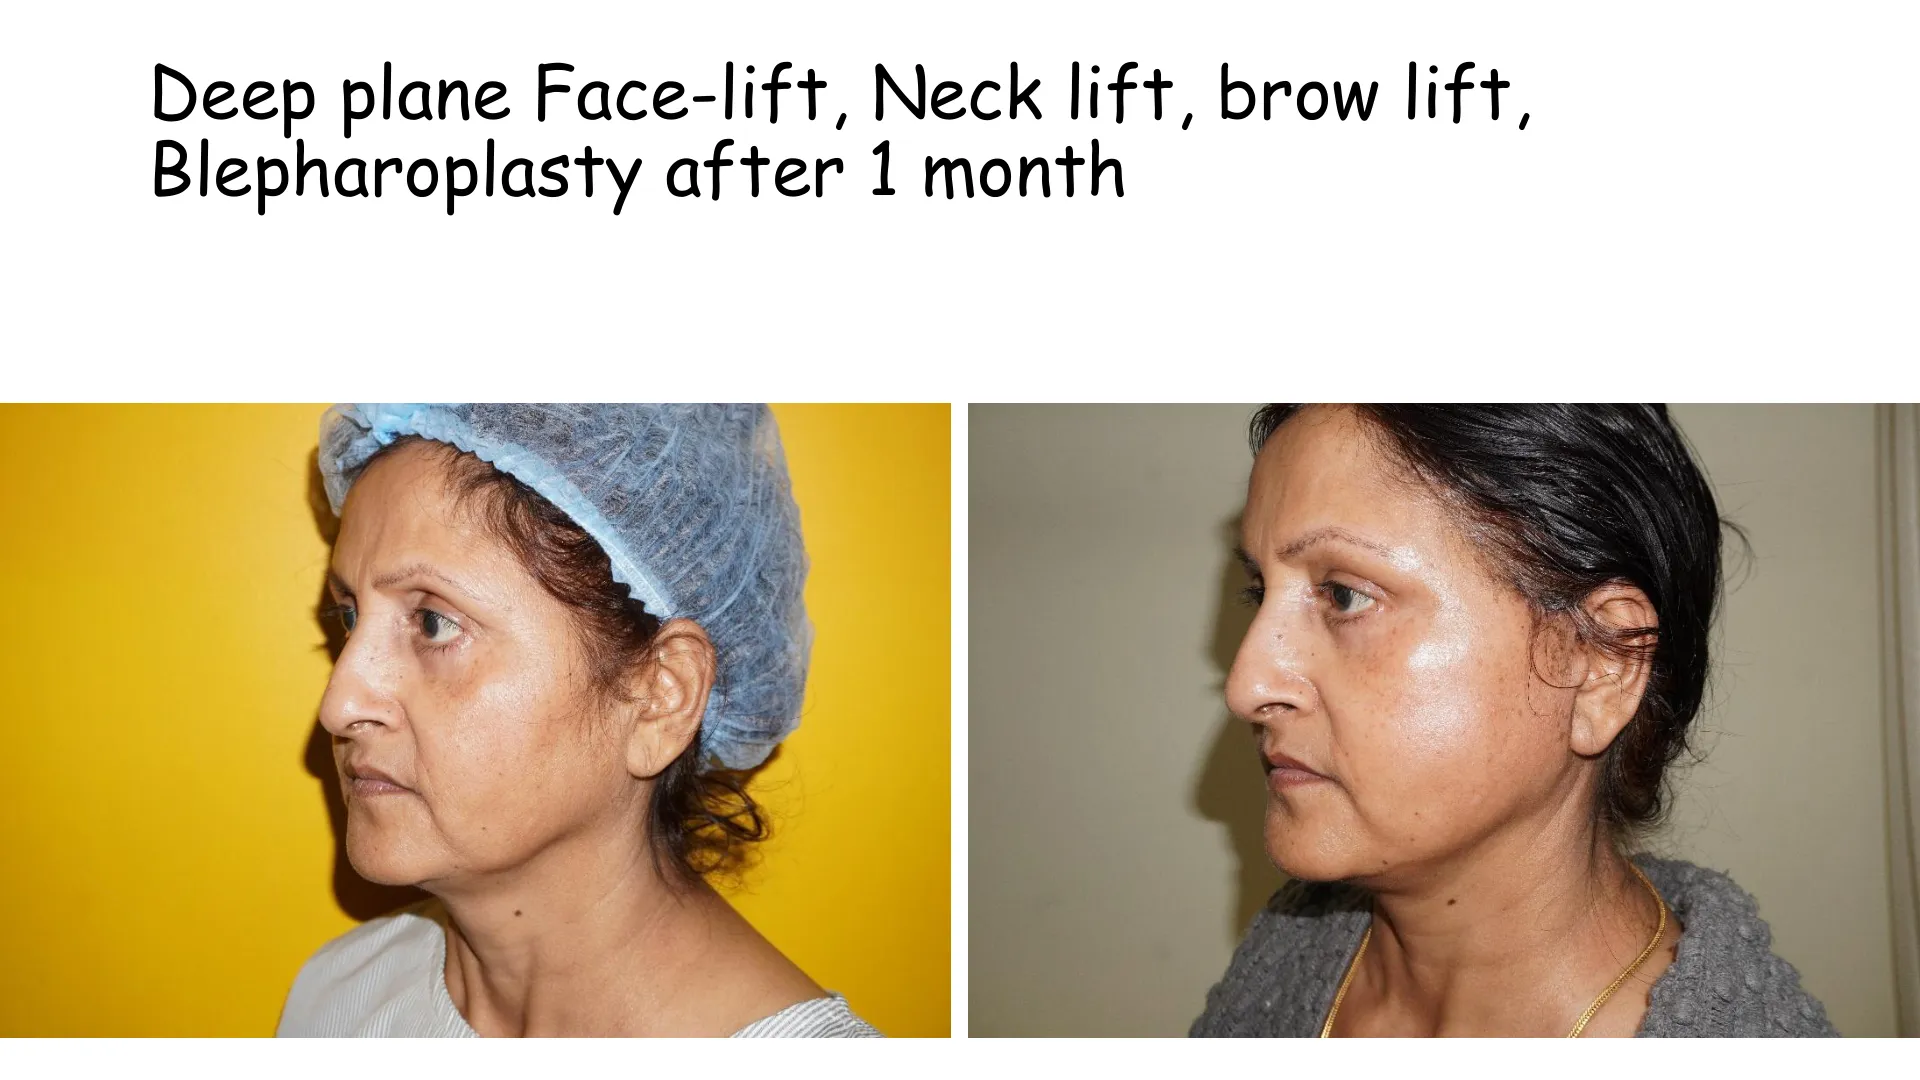 Deep plane Face-lift, Neck lift, brow lift,
Blepharoplasty after 1 month